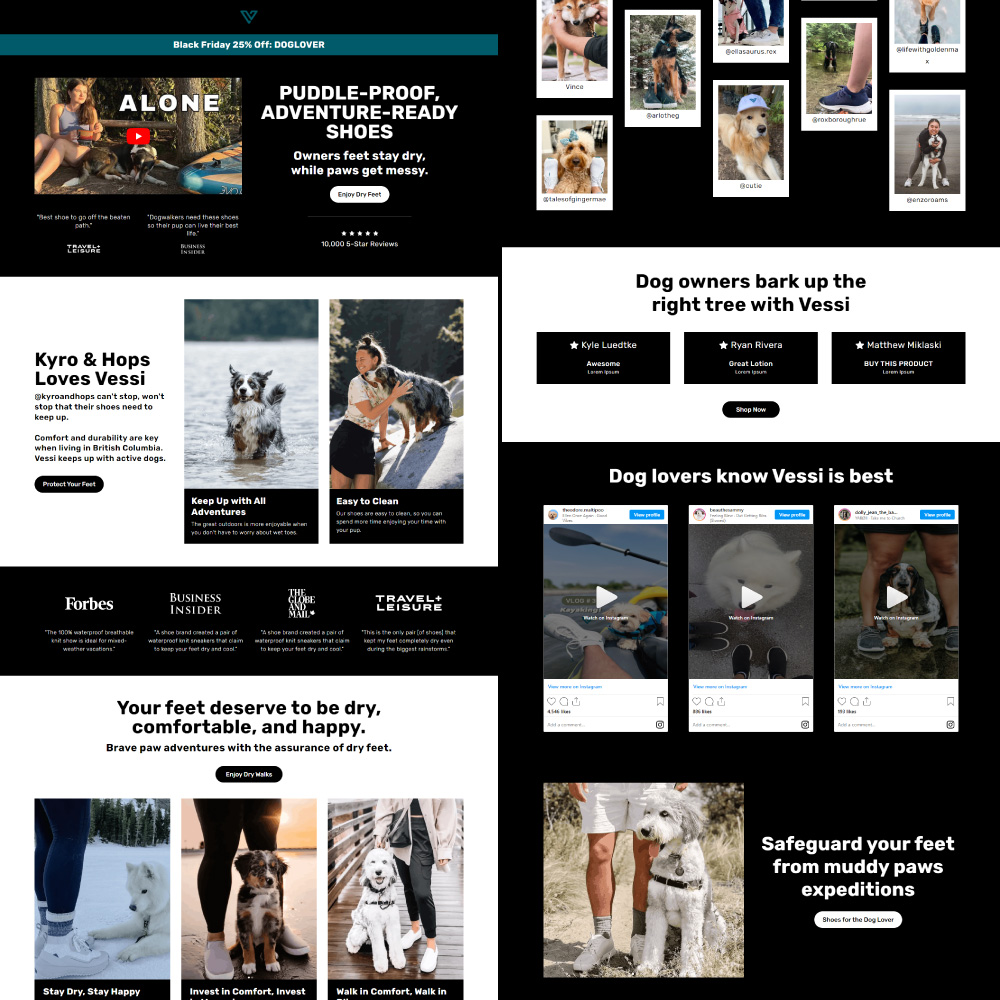 Black Friday 25% Off: DOGLOVER
ALONE
PUDDLE-PROOF,
ADVENTURE-READY
SHOES
Owners feet stay dry,
while paws get messy.
Enjoy Dry Feet
"Best shoe to go off the beaten
path."
TRAVEL+
LEISURE
"Dogwalkers need these shoes
so their pup can live their best
life."
BUSINESS
INSIDER
10,000 5-Star Reviews
Kyro & Hops
Loves Vessi
@kyroandhops can't stop, won't
stop that their shoes need to
keep up.
Comfort and durability are key
when living in British Columbia.
Vessi keeps up with active dogs.
Protect Your Feet
Keep Up with All
Adventures
The great outdoors is more enjoyable when
you don't have to worry about wet toes.
Easy to Clean
Our shoes are easy to clean, so you can
spend more time enjoying your time with
your pup.
Forbes
"The 100% waterproof breathable
knit show is ideal for mixed-
weather vacations."
BUSINESS
INSIDER
"A shoe brand created a pair of
waterproof knit sneakers that claim
to keep your feet dry and cool."
THE
GLOBE
AND
MAIL
"A shoe brand created a pair of
waterproof knit sneakers that claim
to keep your feet dry and cool."
TRAVEL+
LEISURE
"This is the only pair [of shoes] that
kept my feet completely dry even
during the biggest rainstorms."
Your feet deserve to be dry,
comfortable, and happy.
Brave paw adventures with the assurance of dry feet.
Enjoy Dry Walks
Stay Dry, Stay Happy
Invest in Comfort, Invest
Walk in Comfort, Walk in
Vince
@talesofgingermae
@arlotheg
@ellasaurus.rex
@cutie
@roxboroughrue
@lifewithgoldenma
x
@enzoroams
Dog owners bark up the
right tree with Vessi
Kyle Luedtke
Awesome
Lorem Ipsum
Ryan Rivera
Great Lotion
Lorem Ipsum
Matthew Miklaski
BUY THIS PRODUCT
Lorem Ipsum
Shop Now
Dog lovers know Vessi is best
theodore.maltipoo
View profile
VLOG # 3
Kayaking!
Watch on Instagram
View more on Instagram
4,546 likes
Add a comment...
beauthesammy
View profile
Watch on Instagram
View more on Instagram
Add a comment...
dolly_jean_the_ba...
View profile
Watch on Instagram
View more on Instagram
193 likes
Add a comment...
Safeguard your feet
from muddy paws
expeditions
Shoes for the Dog Lover